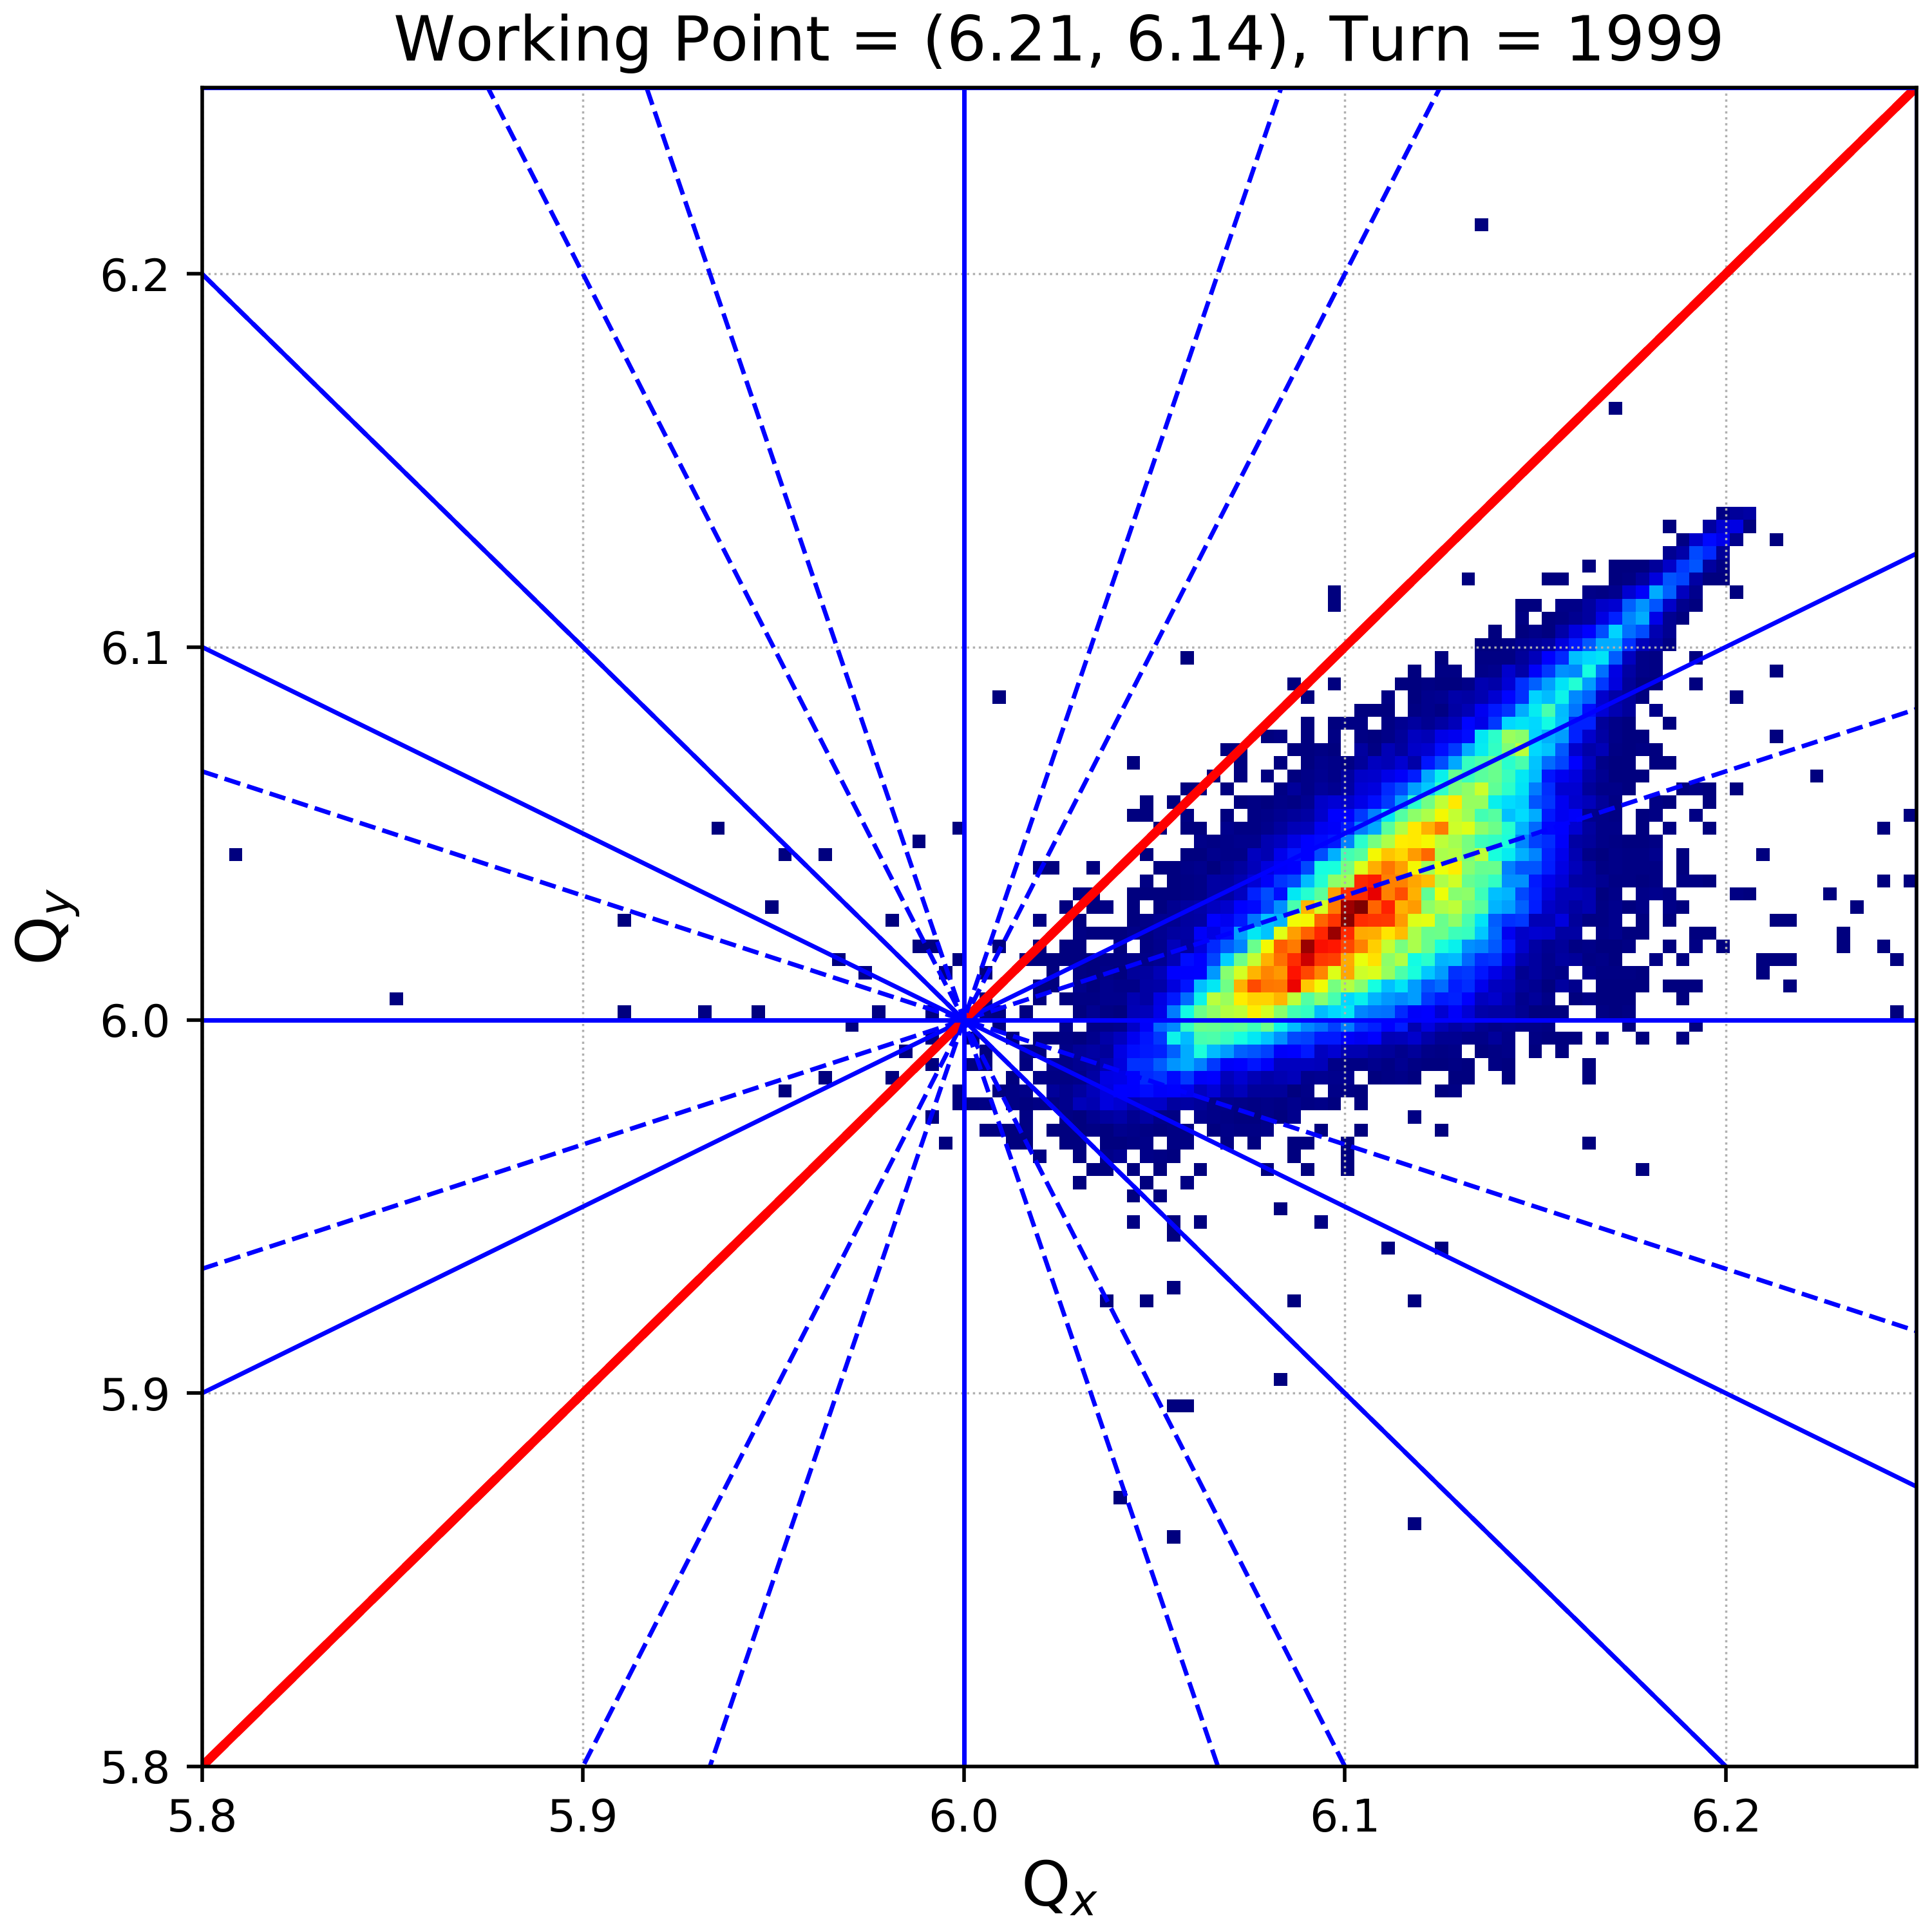 Working Point = (6.21, 6.14), Turn = 1999
6.2
6.1
6.0
5.9
5.8
Qy
5.8 5.9 6.0 6.1 6.2
Qx